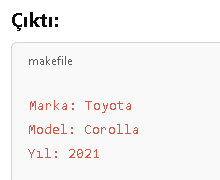 Çıktı:
makefile
Marka: Toyota
Model: Corolla
Yıl: 2021